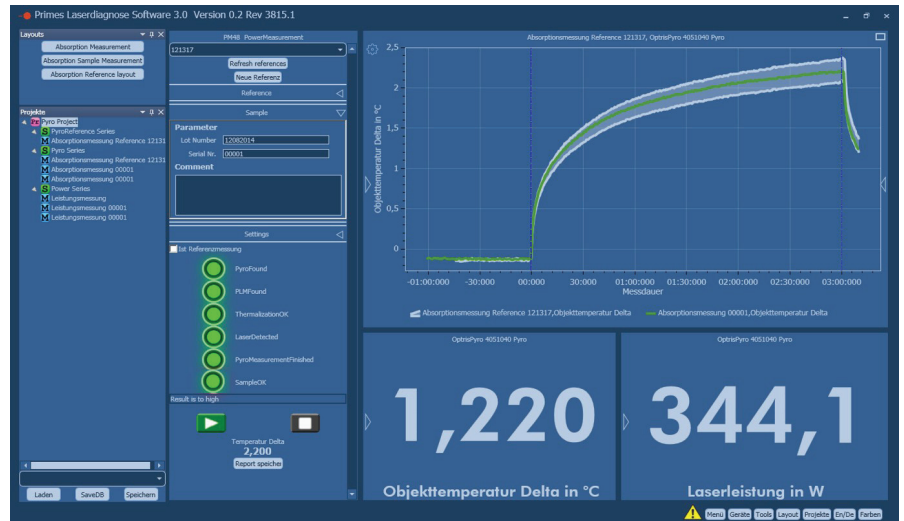 Primes Laserdiagnose Software 3.0 Version 0.2 Rev 3815.1
Layouts
Absorption Measurement
Absorption Sample Measurement
Absorption Reference layout
Projekte
Pr Pyro Project
S PyroReference Series
M Absorptionsmessung Reference 12131
S Pyro Series
M Absorptionsmessung Reference 12131
M Absorptionsmessung 00001
M Absorptionsmessung 00001
S Power Series
M Leistungsmessung
M Leistungsmessung 00001
M Leistungsmessung 00001
Laden SaveDB Speichern
PM48 PowerMeasurement
121317
Refresh references
Neue Referenz
Reference
Sample
Parameter
Lot Number 12082014
Serial Nr. 00001
Comment
Settings
Ist Referenzmessung
PyroFound
PLMFound
ThermalizationOK
LaserDetected
PyroMeasurementFinished
SampleOK
Result is to high
Temperatur Delta
2,200
Report speicher
Absorptionsmessung Reference 121317, OptrisPyro 4051040 Pyro
Objekttemperatur Delta in °C
2,5
2
1,5
1
0,5
0
-01:00:000 -30:000 00:000 30:000 01:00:000 01:30:000 02:00:000 02:30:000 03:00:000
Messdauer
Absorptionsmessung Reference 121317,Objekttemperatur Delta Absorptionsmessung 00001,Objekttemperatur Delta
OptrisPyro 4051040 Pyro
1,220
Objekttemperatur Delta in °C
OptrisPyro 4051040 Pyro
344,1
Laserleistung in W
Menü Geräte Tools Layout Projekte En/De Farben